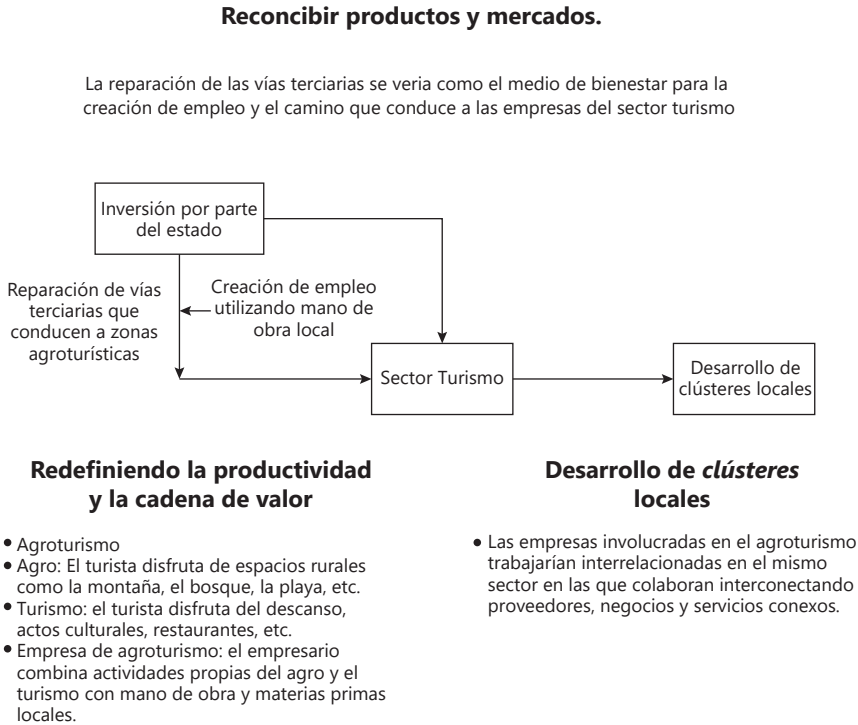 Reconcibir productos y mercados.
La reparación de las vías terciarias se veria como el medio de bienestar para la
creación de empleo y el camino que conduce a las empresas del sector turismo
Inversión por parte
del estado
Reparación de vías
terciarias que
conducen a zonas
agroturísticas
Creación de empleo
utilizando mano de
obra local
Sector Turismo
Desarrollo de
clústeres locales
Redefiniendo la productividad
y la cadena de valor
• Agroturismo
• Agro: El turista disfruta de espacios rurales
como la montaña, el bosque, la playa, etc.
• Turismo: el turista disfruta del descanso,
actos culturales, restaurantes, etc.
• Empresa de agroturismo: el empresario
combina actividades propias del agro y el
turismo con mano de obra y materias primas
locales.
Desarrollo de clústeres
locales
• Las empresas involucradas en el agroturismo
trabajarían interrelacionadas en el mismo
sector en las que colaboran interconectando
proveedores, negocios y servicios conexos.